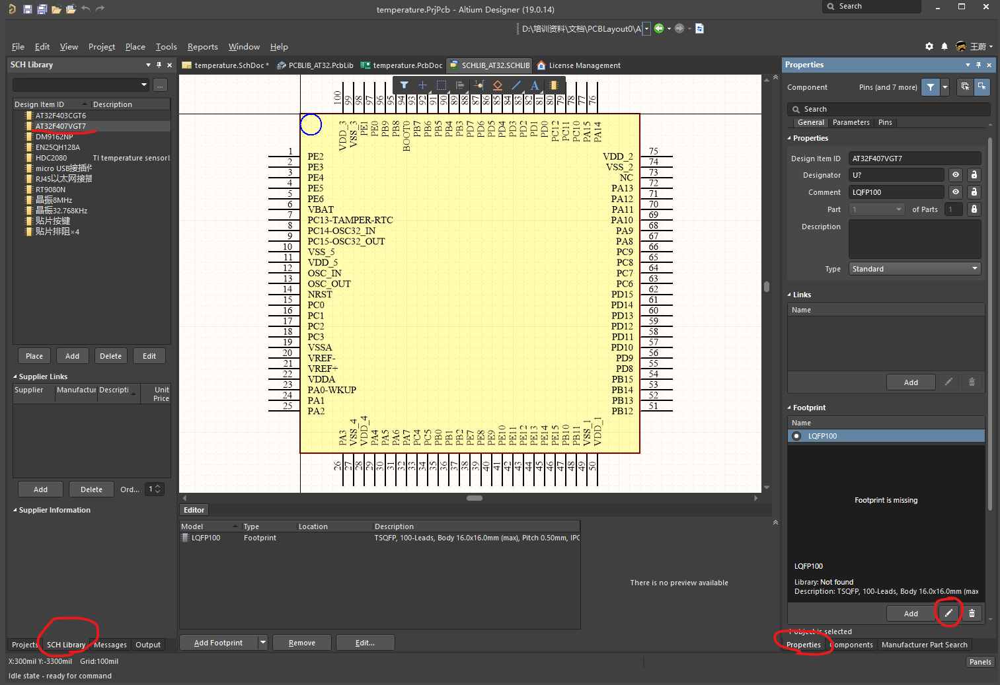 temperature.PrjPcb - Altium Designer (19.0.14)
Search
D:\培训资料\文档\PCBLayout0\A
File Edit View Project Place Tools Reports Window Help
王蔚
SCH Library
temperature.SchDoc * PCBLIB_AT32.PcbLib temperature.PcbDoc SCHLIB_AT32.SCHLIB License Management
Design Item ID Description
AT32F403CGT6
AT32F407VGT7
DM9162NP
EN25QH128A
HDC2080 TI temperature sensor
micro USB接插件
RJ45以太网接插
RT9080N
晶振8MHz
晶振32.768KHz
贴片按键
贴片排阻×4
Place Add Delete Edit
Supplier Links
Supplier Manufactur Descripti Unit Price
Add Delete Ord... 1
Supplier Information
Projects SCH Library Messages Output
100 99 98 97 96 95 94 93 92 91 90 89 88 87 86 85 84 83 82 81 80 79 78 77 76
VDD_3 VSS_3 PE1 PE0 PB9 PB8 BOOT0 PB7 PB6 PB5 PB4 PB3 PD7 PD6 PD5 PD4 PD3 PD2 PD1 PD0 PC12 PC11 PC10 PA15 PA14
1 PE2 VDD_2 75
2 PE3 VSS_2 74
3 PE4 NC 73
4 PE5 PA13 72
5 PE6 PA12 71
6 VBAT PA11 70
7 PC13-TAMPER-RTC PA10 69
8 PC14-OSC32_IN PA9 68
9 PC15-OSC32_OUT PA8 67
10 VSS_5 PC9 66
11 VDD_5 PC8 65
12 OSC_IN PC7 64
13 OSC_OUT PC6 63
14 NRST PD15 62
15 PC0 PD14 61
16 PC1 PD13 60
17 PC2 PD12 59
18 PC3 PD11 58
19 VSSA PD10 57
20 VREF- PD9 56
21 VREF+ PD8 55
22 VDDA PB15 54
23 PA0-WKUP PB14 53
24 PA1 PB13 52
25 PA2 PB12 51
PA3 VSS_4 VDD_4 PA4 PA5 PA6 PA7 PC4 PC5 PB0 PB1 PB2 PE7 PE8 PE9 PE10 PE11 PE12 PE13 PE14 PE15 PB10 PB11 VSS_1 VDD_1
26 27 28 29 30 31 32 33 34 35 36 37 38 39 40 41 42 43 44 45 46 47 48 49 50
Editor
Model Type Location Description
LQFP100 Footprint TSQFP, 100-Leads, Body 16.0x16.0mm (max), Pitch 0.50mm, IPC
There is no preview available
Add Footprint Remove Edit...
Properties
Component Pins (and 7 more)
Search
General Parameters Pins
Properties
Design Item ID AT32F407VGT7
Designator U?
Comment LQFP100
Part 1 of Parts 1
Description
Type Standard
Links
Name
Add
Footprint
Name
LQFP100
Footprint is missing
LQFP100
Library: Not found
Description: TSQFP, 100-Leads, Body 16.0x16.0mm (max
Add
1 object is selected
Properties Components Manufacturer Part Search
X:300mil Y:-3300mil Grid:100mil
Panels
Idle state - ready for command